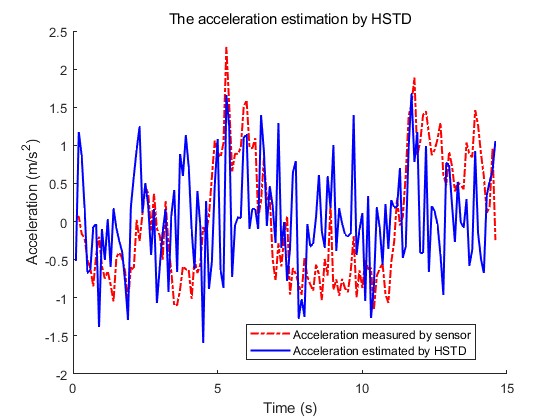 The acceleration estimation by HSTD
Acceleration (m/s²)
2.5
2
1.5
1
0.5
0
-0.5
-1
-1.5
-2
Acceleration measured by sensor
Acceleration estimated by HSTD
0 5 10 15
Time (s)